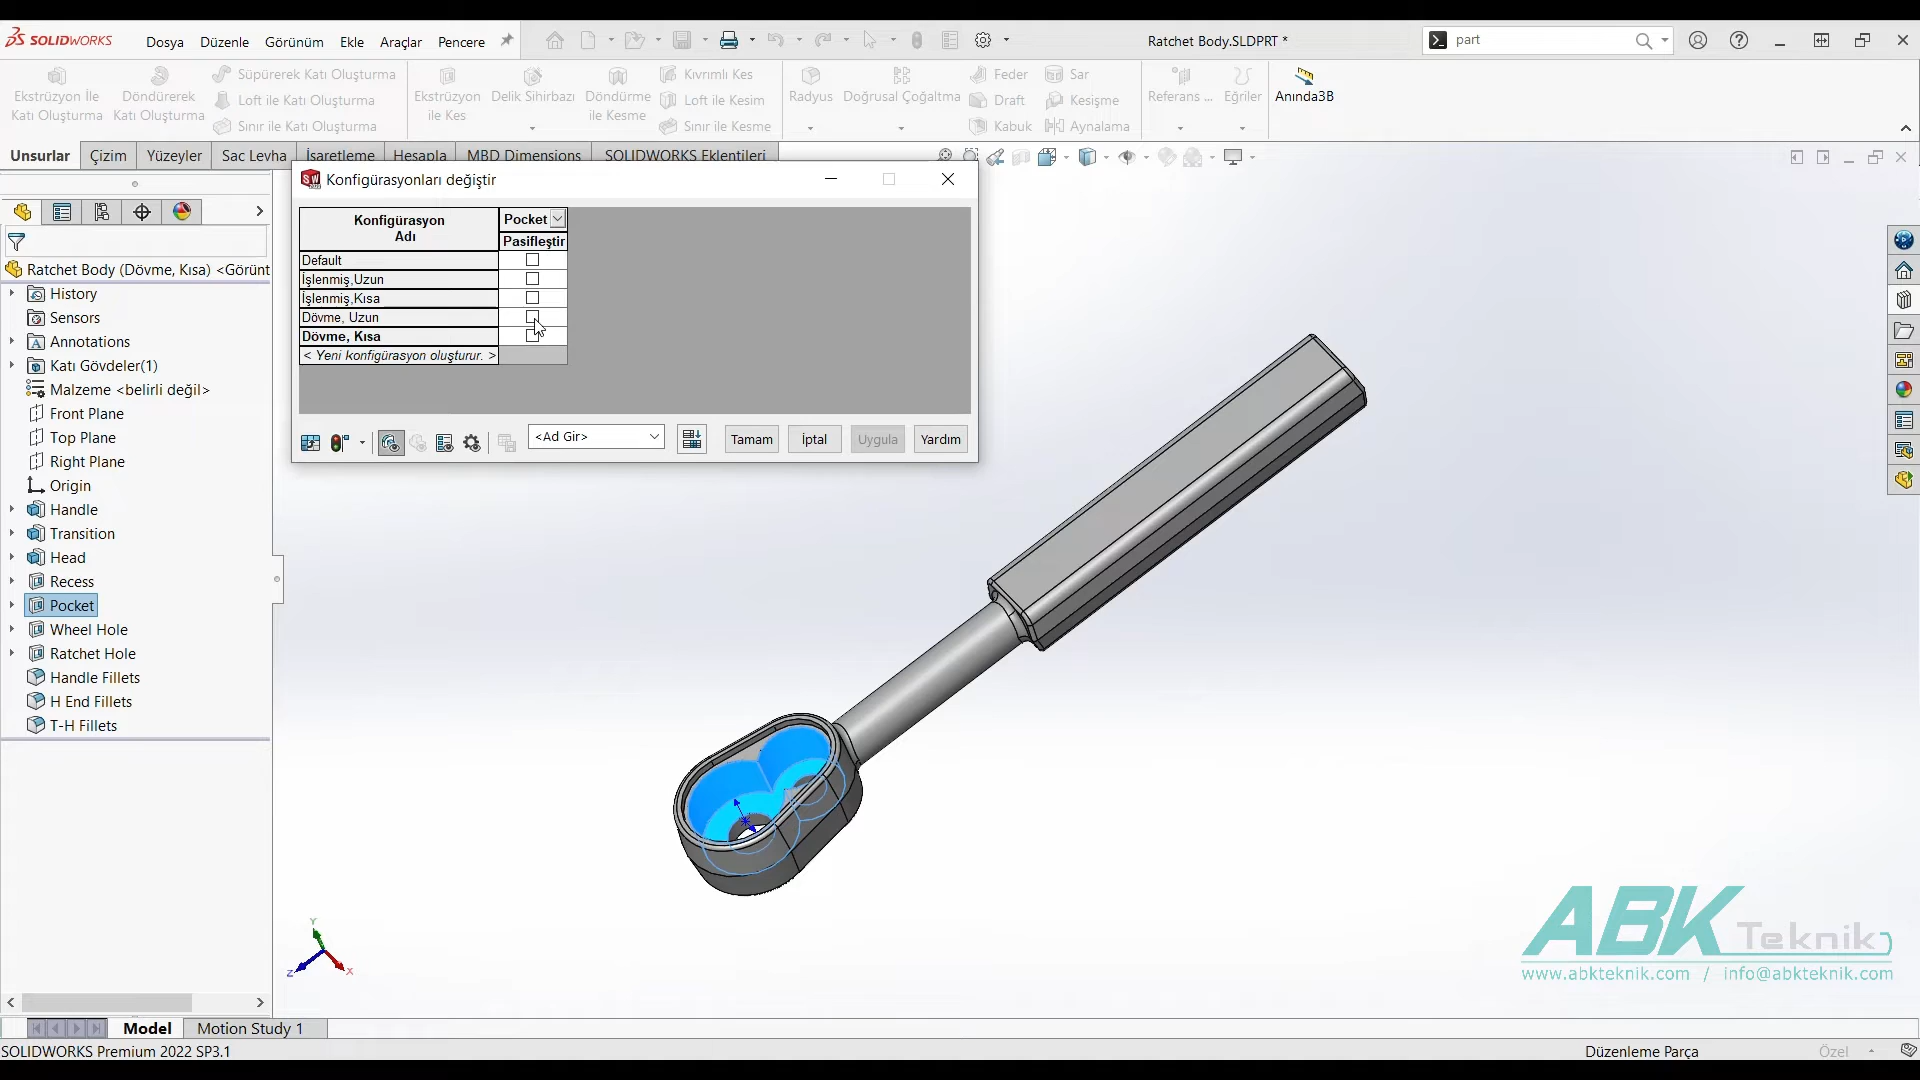 SOLIDWORKS
Dosya Düzenle Görünüm Ekle Araçlar Pencere
Ratchet Body.SLDPRT *
part
Ekstrüzyon İle Katı Oluşturma
Döndürerek Katı Oluşturma
Süpürerek Katı Oluşturma
Loft ile Katı Oluşturma
Sınır ile Katı Oluşturma
Ekstrüzyon ile Kes
Delik Sihirbazı
Döndürme ile Kesme
Kıvrımlı Kes
Loft ile Kesim
Sınır ile Kesme
Radyus
Doğrusal Çoğaltma
Feder
Draft
Kabuk
Sar
Kesişme
Aynalama
Referans ...
Eğriler
Anında3B
Unsurlar Çizim Yüzeyler Sac Levha İşaretleme Hesapla MBD Dimensions SOLIDWORKS Eklentileri
Konfigürasyonları değiştir
Konfigürasyon Adı
Pocket
Pasifleştir
Default
İşlenmiş,Uzun
İşlenmiş,Kısa
Dövme, Uzun
Dövme, Kısa
< Yeni konfigürasyon oluşturur. >
<Ad Gir>
Tamam
İptal
Uygula
Yardım
Ratchet Body (Dövme, Kısa) <Görünt
History
Sensors
Annotations
Katı Gövdeler(1)
Malzeme <belirli değil>
Front Plane
Top Plane
Right Plane
Origin
Handle
Transition
Head
Recess
Pocket
Wheel Hole
Ratchet Hole
Handle Fillets
H End Fillets
T-H Fillets
Y
Z
X
ABK Teknik
www.abkteknik.com / info@abkteknik.com
Model Motion Study 1
SOLIDWORKS Premium 2022 SP3.1
Düzenleme Parça
Özel